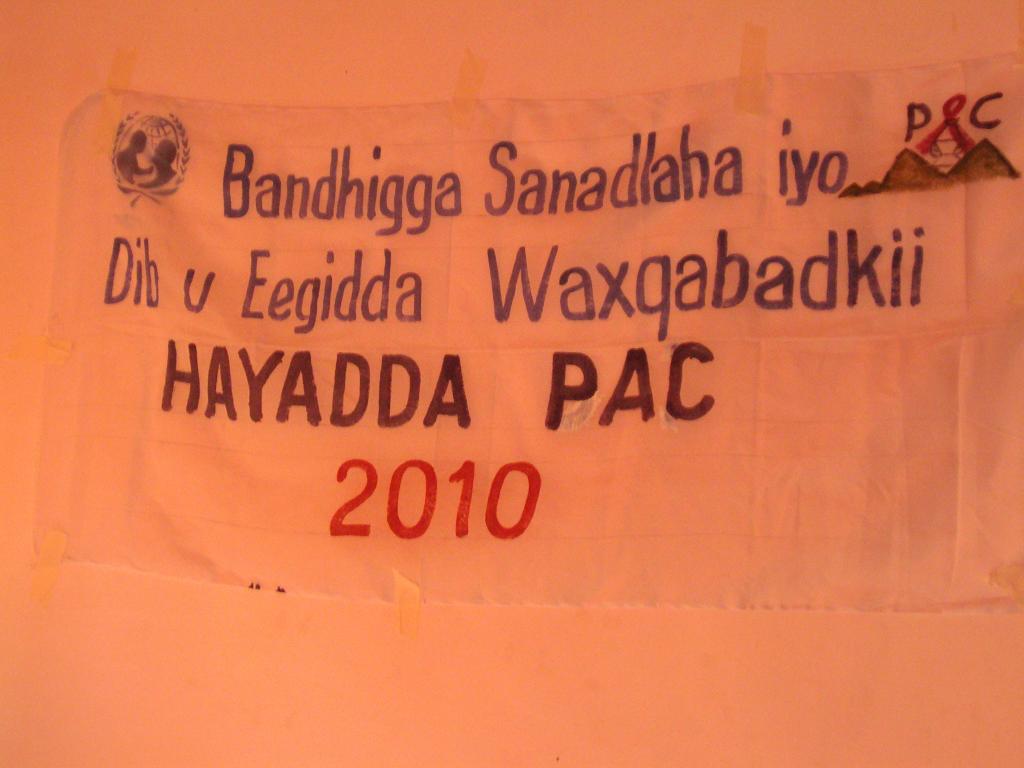 PAC
Bandhigga Sanadlaha iyo
Dib u Eegidda Waxqabadkii
HAYADDA PAC
2010